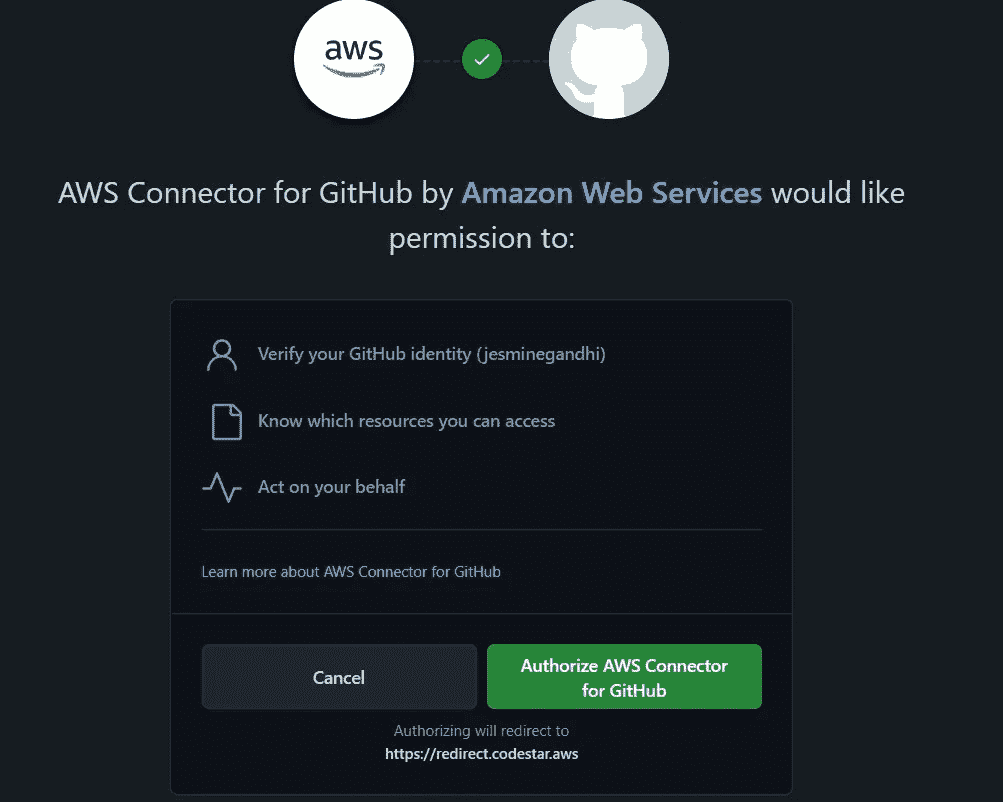 aws
AWS Connector for GitHub by Amazon Web Services would like
permission to:
Verify your GitHub identity (jesminegandhi)
Know which resources you can access
Act on your behalf
Learn more about AWS Connector for GitHub
Cancel
Authorize AWS Connector
for GitHub
Authorizing will redirect to
https://redirect.codestar.aws